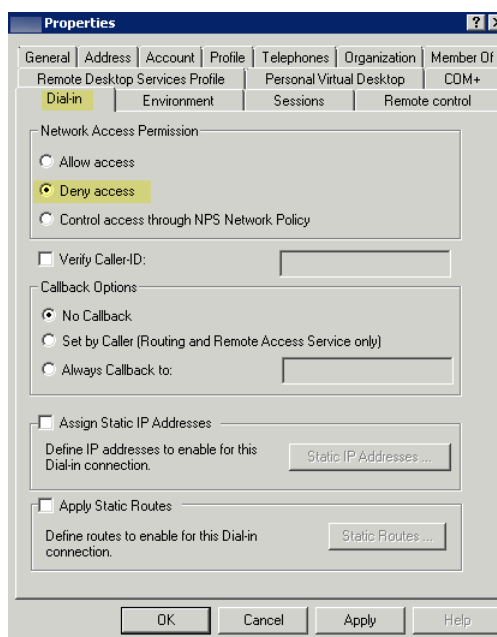 Properties
General Address Account Profile Telephones Organization Member Of
Remote Desktop Services Profile Personal Virtual Desktop COM+
Dial-in Environment Sessions Remote control
Network Access Permission
Allow access
Deny access
Control access through NPS Network Policy
Verify Caller-ID:
Callback Options
No Callback
Set by Caller (Routing and Remote Access Service only)
Always Callback to:
Assign Static IP Addresses
Define IP addresses to enable for this
Dial-in connection.
Static IP Addresses ...
Apply Static Routes
Define routes to enable for this Dial-in
connection.
Static Routes ...
OK Cancel Apply Help